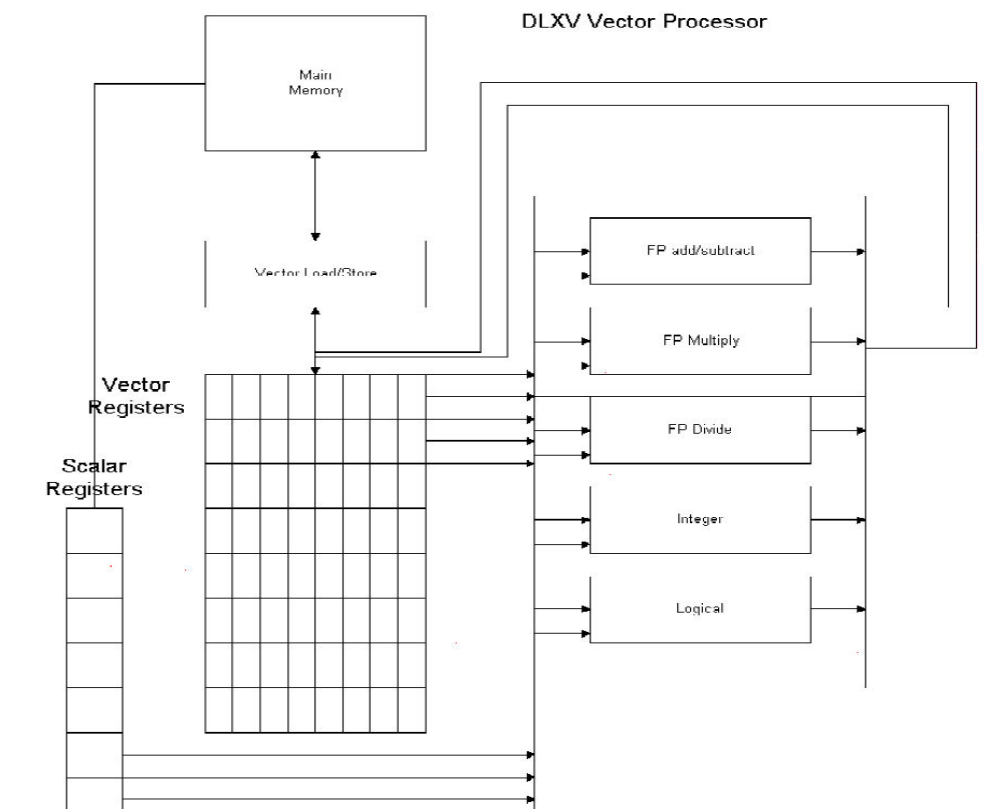 DLXV Vector Processor
Main
Memory
FP add/subtract
Vector Load/Store
FP Multiply
Vector
Registers
FP Divide
Scalar
Registers
Integer
Logical